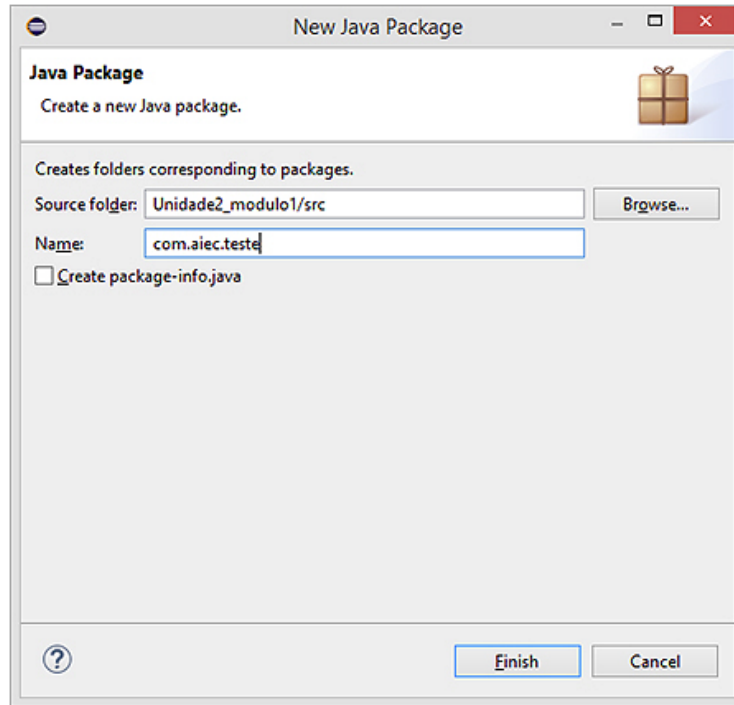 New Java Package
Java Package
Create a new Java package.
Creates folders corresponding to packages.
Source folder: Unidade2_modulo1/src Browse...
Name: com.aiec.teste
Create package-info.java
? Finish Cancel